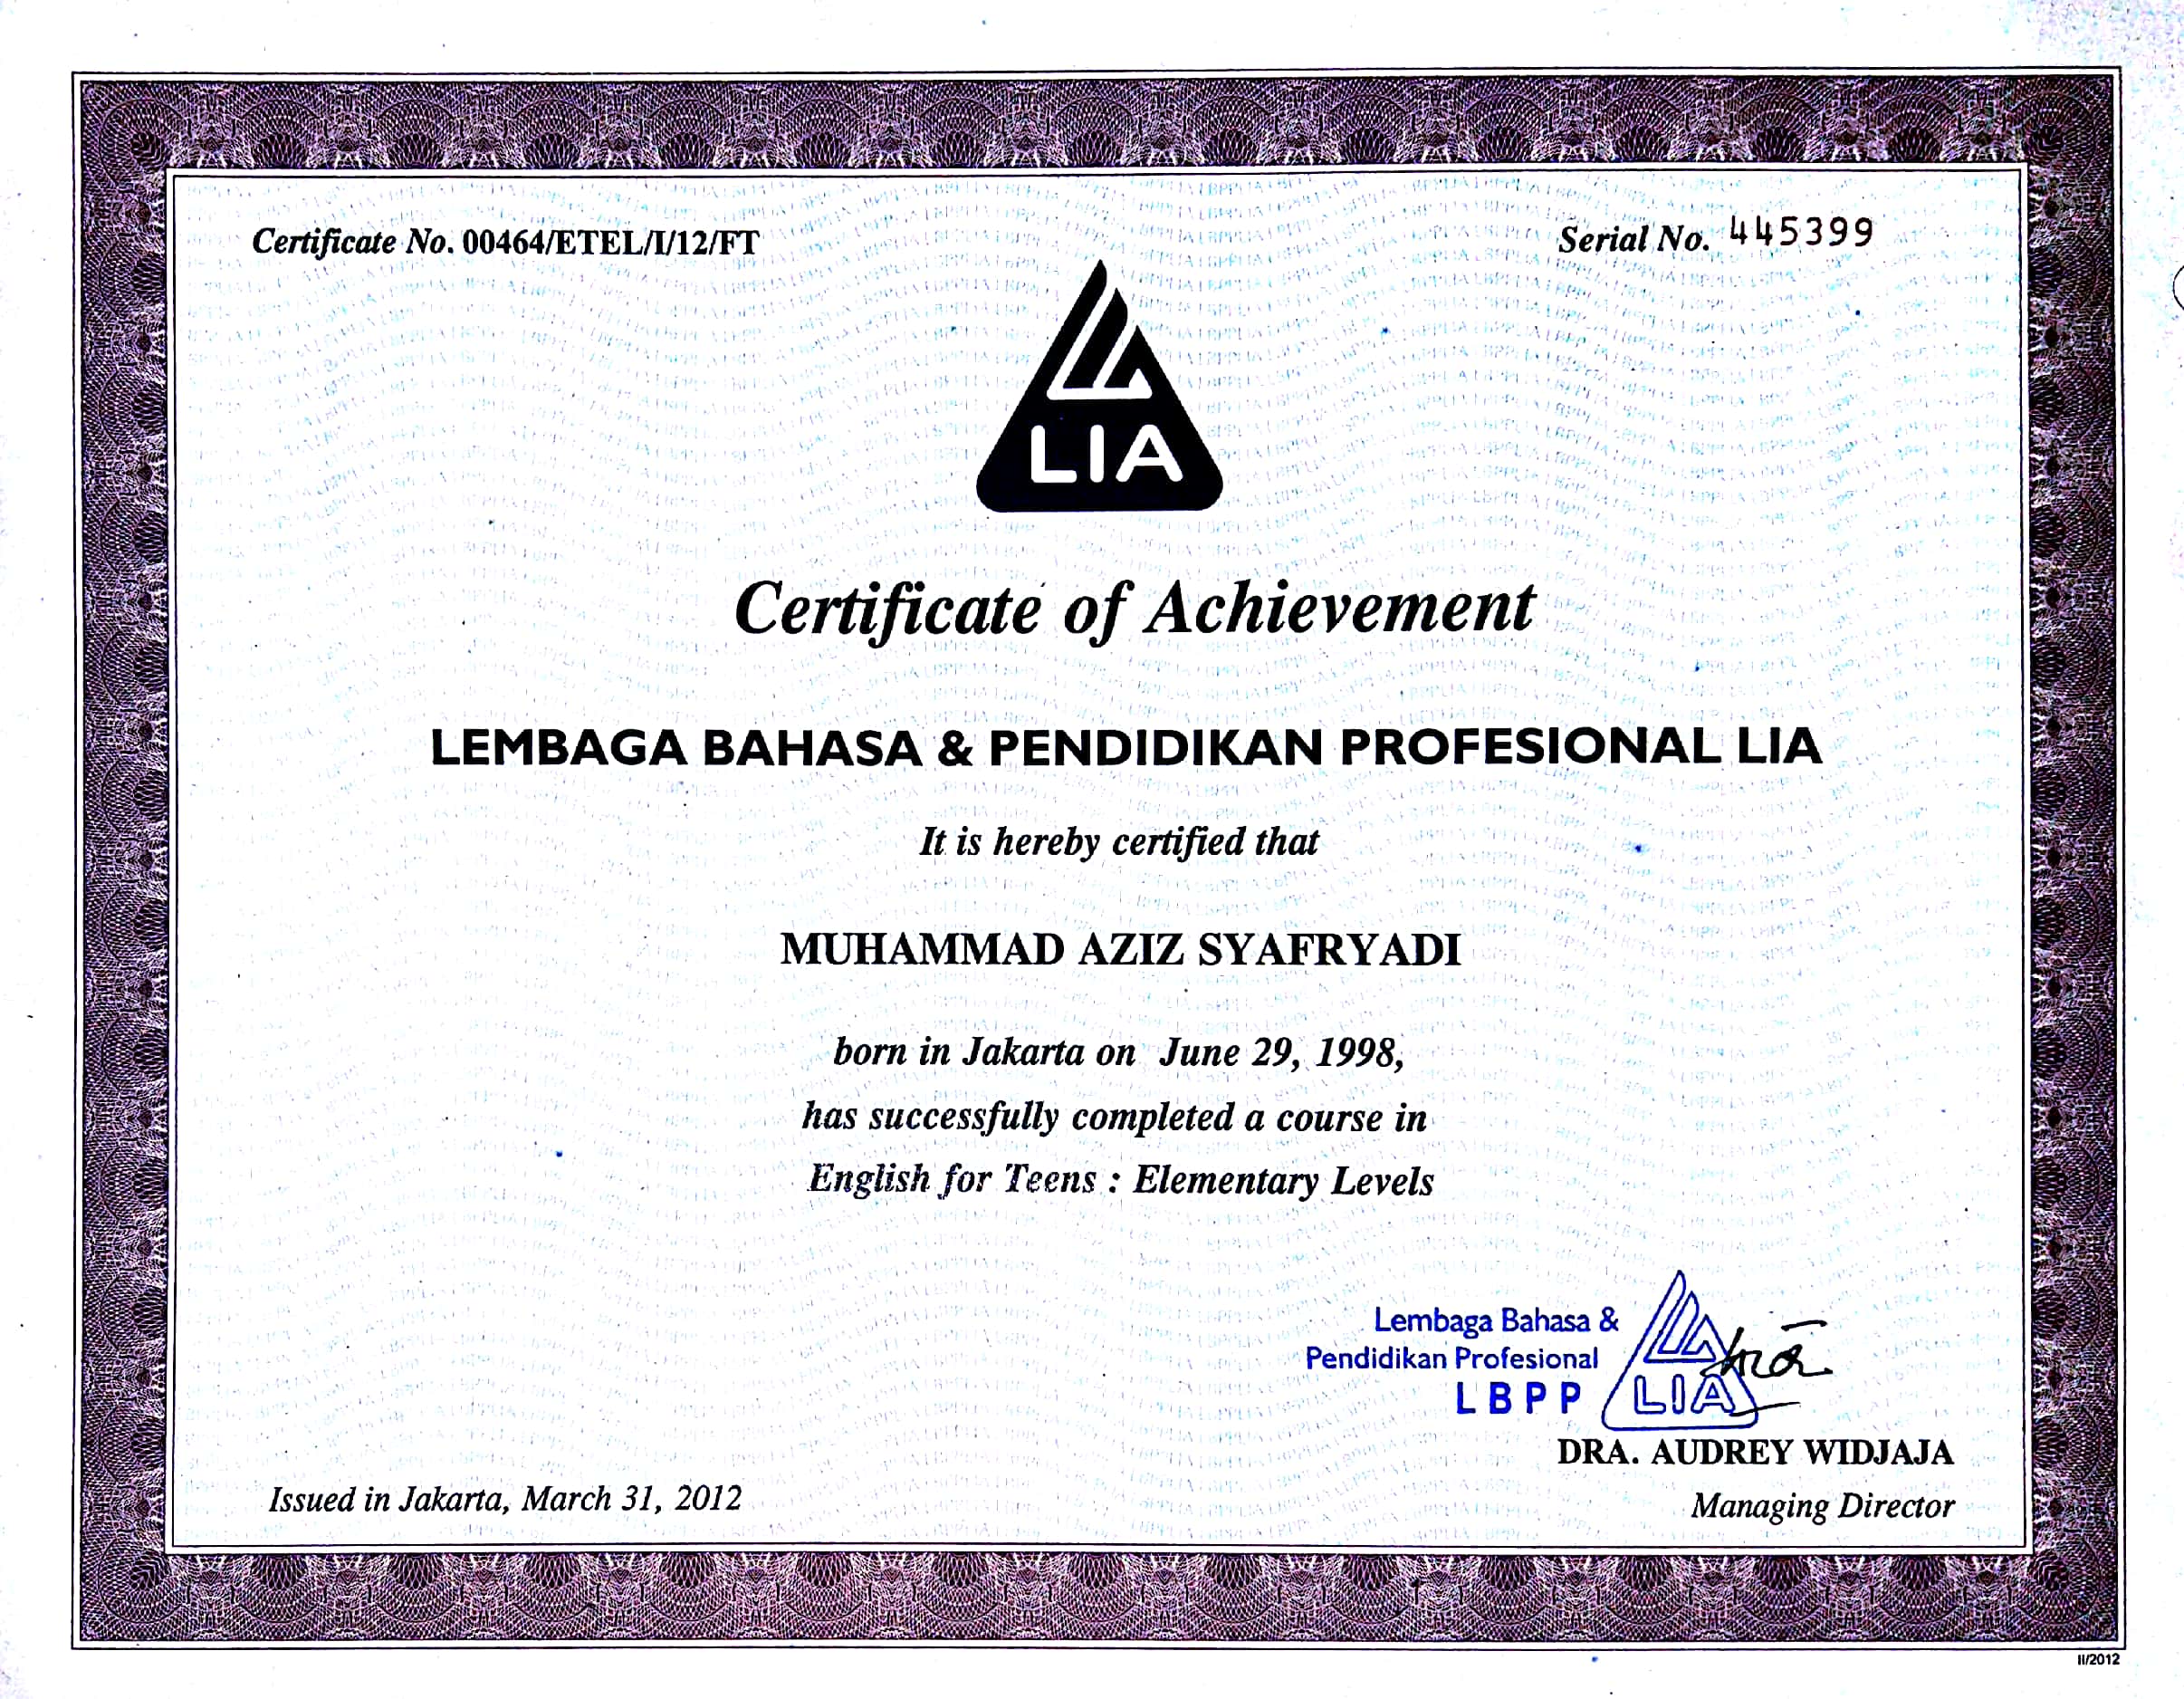 Certificate No. 00464/ETEL/I/12/FT
Serial No. 445399
LIA
Certificate of Achievement
LEMBAGA BAHASA & PENDIDIKAN PROFESIONAL LIA
It is hereby certified that
MUHAMMAD AZIZ SYAFRYADI
born in Jakarta on June 29, 1998,
has successfully completed a course in
English for Teens : Elementary Levels
Lembaga Bahasa &
Pendidikan Profesional
LBPP
LIA
DRA. AUDREY WIDJAJA
Managing Director
Issued in Jakarta, March 31, 2012
II/2012